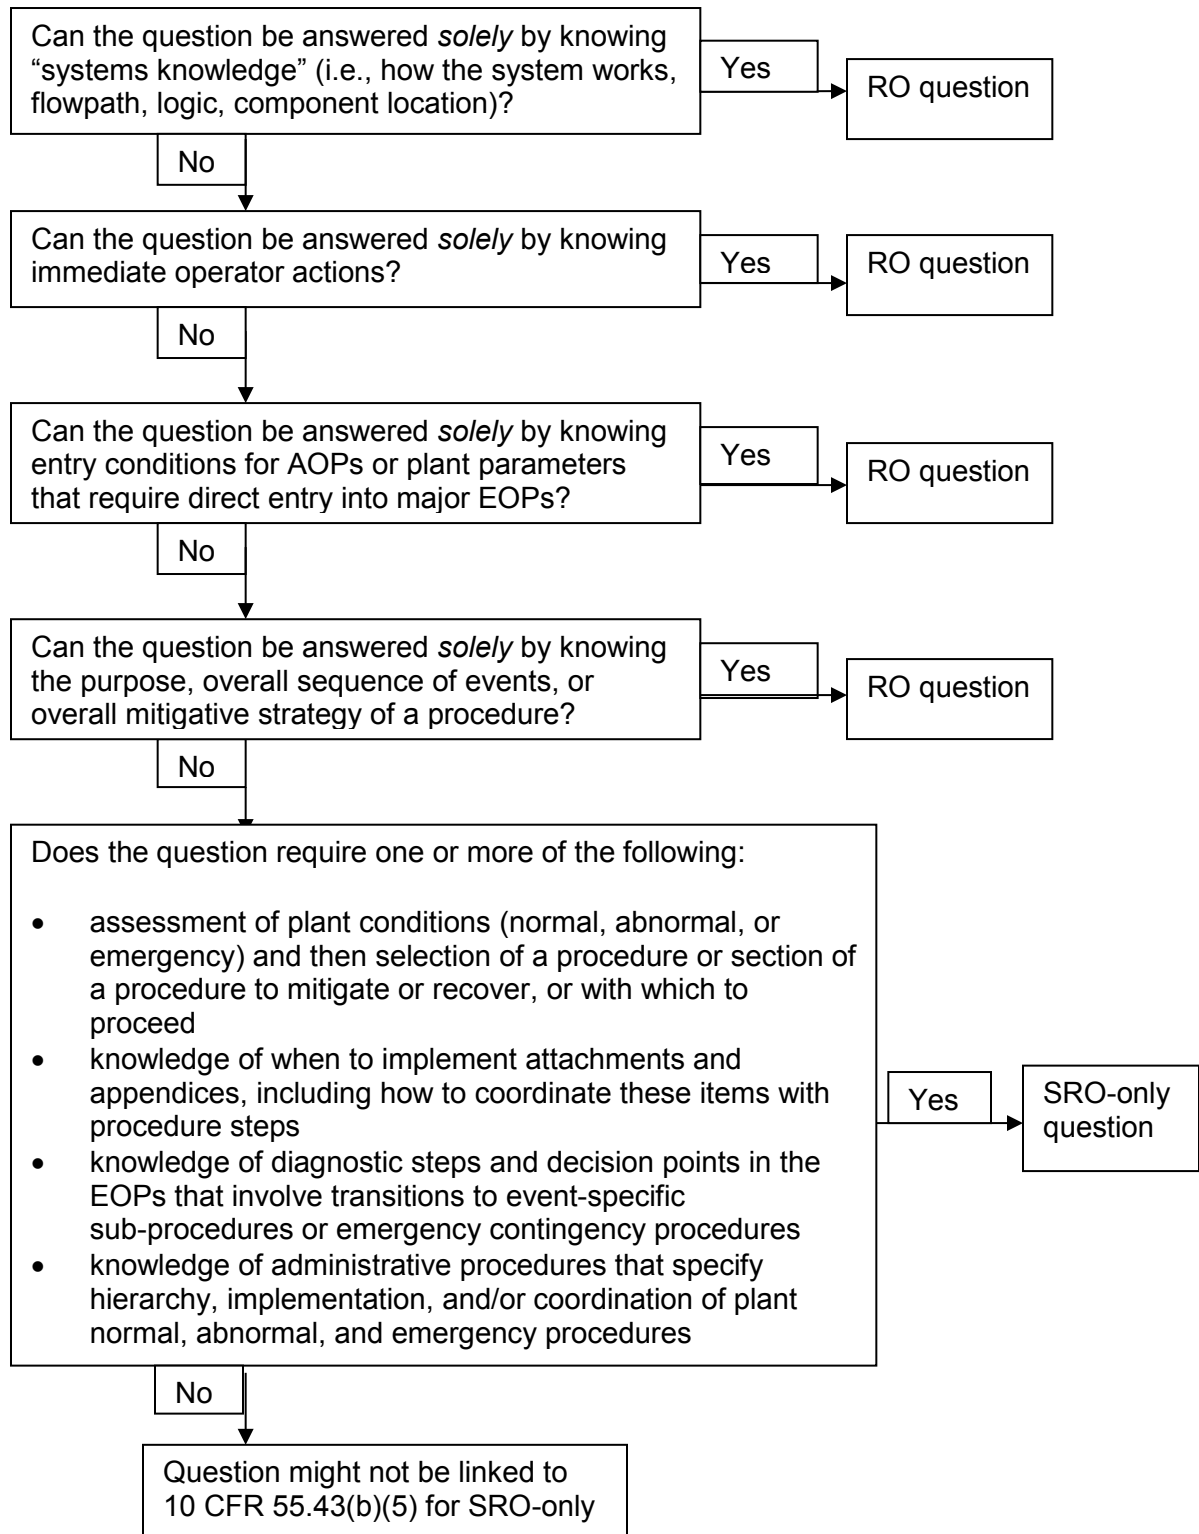 Can the question be answered solely by knowing
“systems knowledge” (i.e., how the system works,
flowpath, logic, component location)?
Yes
RO question
No
Can the question be answered solely by knowing
immediate operator actions?
Yes
RO question
No
Can the question be answered solely by knowing
entry conditions for AOPs or plant parameters
that require direct entry into major EOPs?
Yes
RO question
No
Can the question be answered solely by knowing
the purpose, overall sequence of events, or
overall mitigative strategy of a procedure?
Yes
RO question
No
Does the question require one or more of the following:
• assessment of plant conditions (normal, abnormal, or
emergency) and then selection of a procedure or section of
a procedure to mitigate or recover, or with which to
proceed
• knowledge of when to implement attachments and
appendices, including how to coordinate these items with
procedure steps
• knowledge of diagnostic steps and decision points in the
EOPs that involve transitions to event-specific
sub-procedures or emergency contingency procedures
• knowledge of administrative procedures that specify
hierarchy, implementation, and/or coordination of plant
normal, abnormal, and emergency procedures
Yes
SRO-only
question
No
Question might not be linked to
10 CFR 55.43(b)(5) for SRO-only